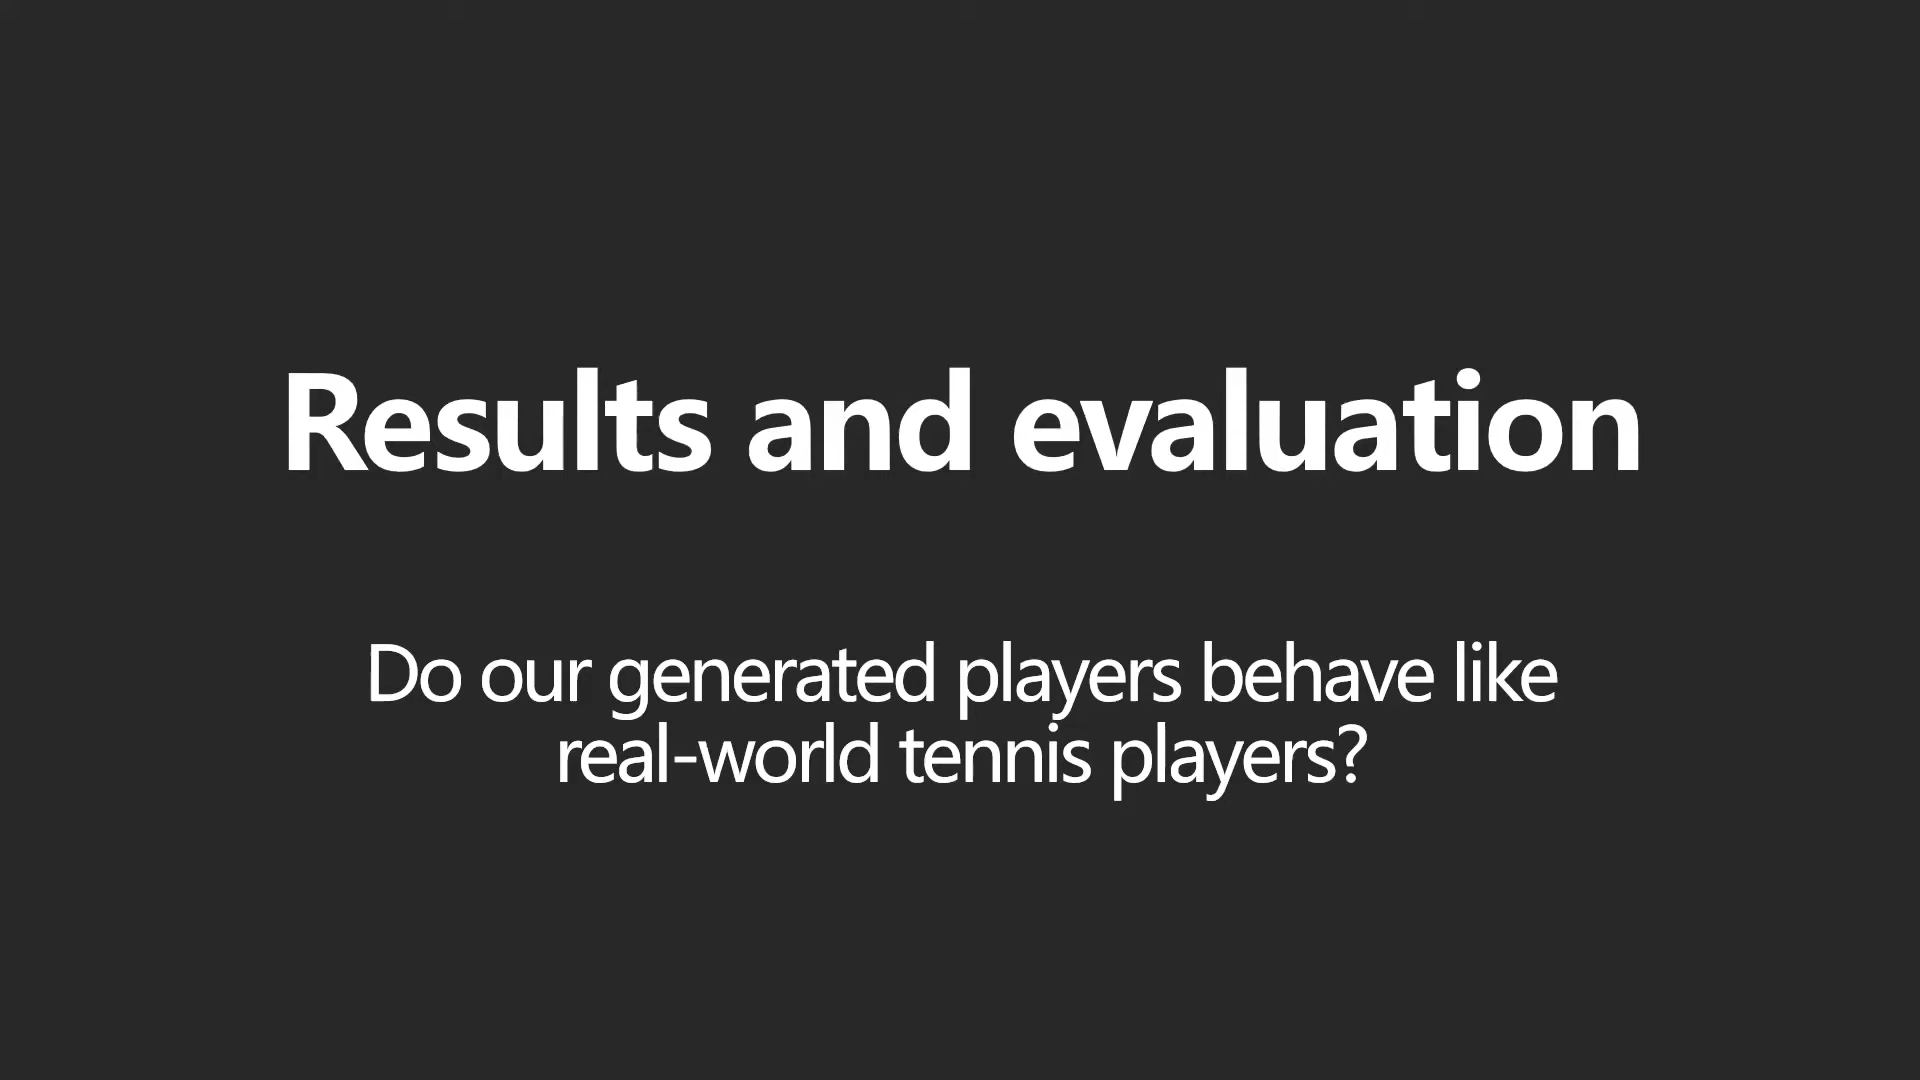 Results and evaluation
Do our generated players behave like
real-world tennis players?